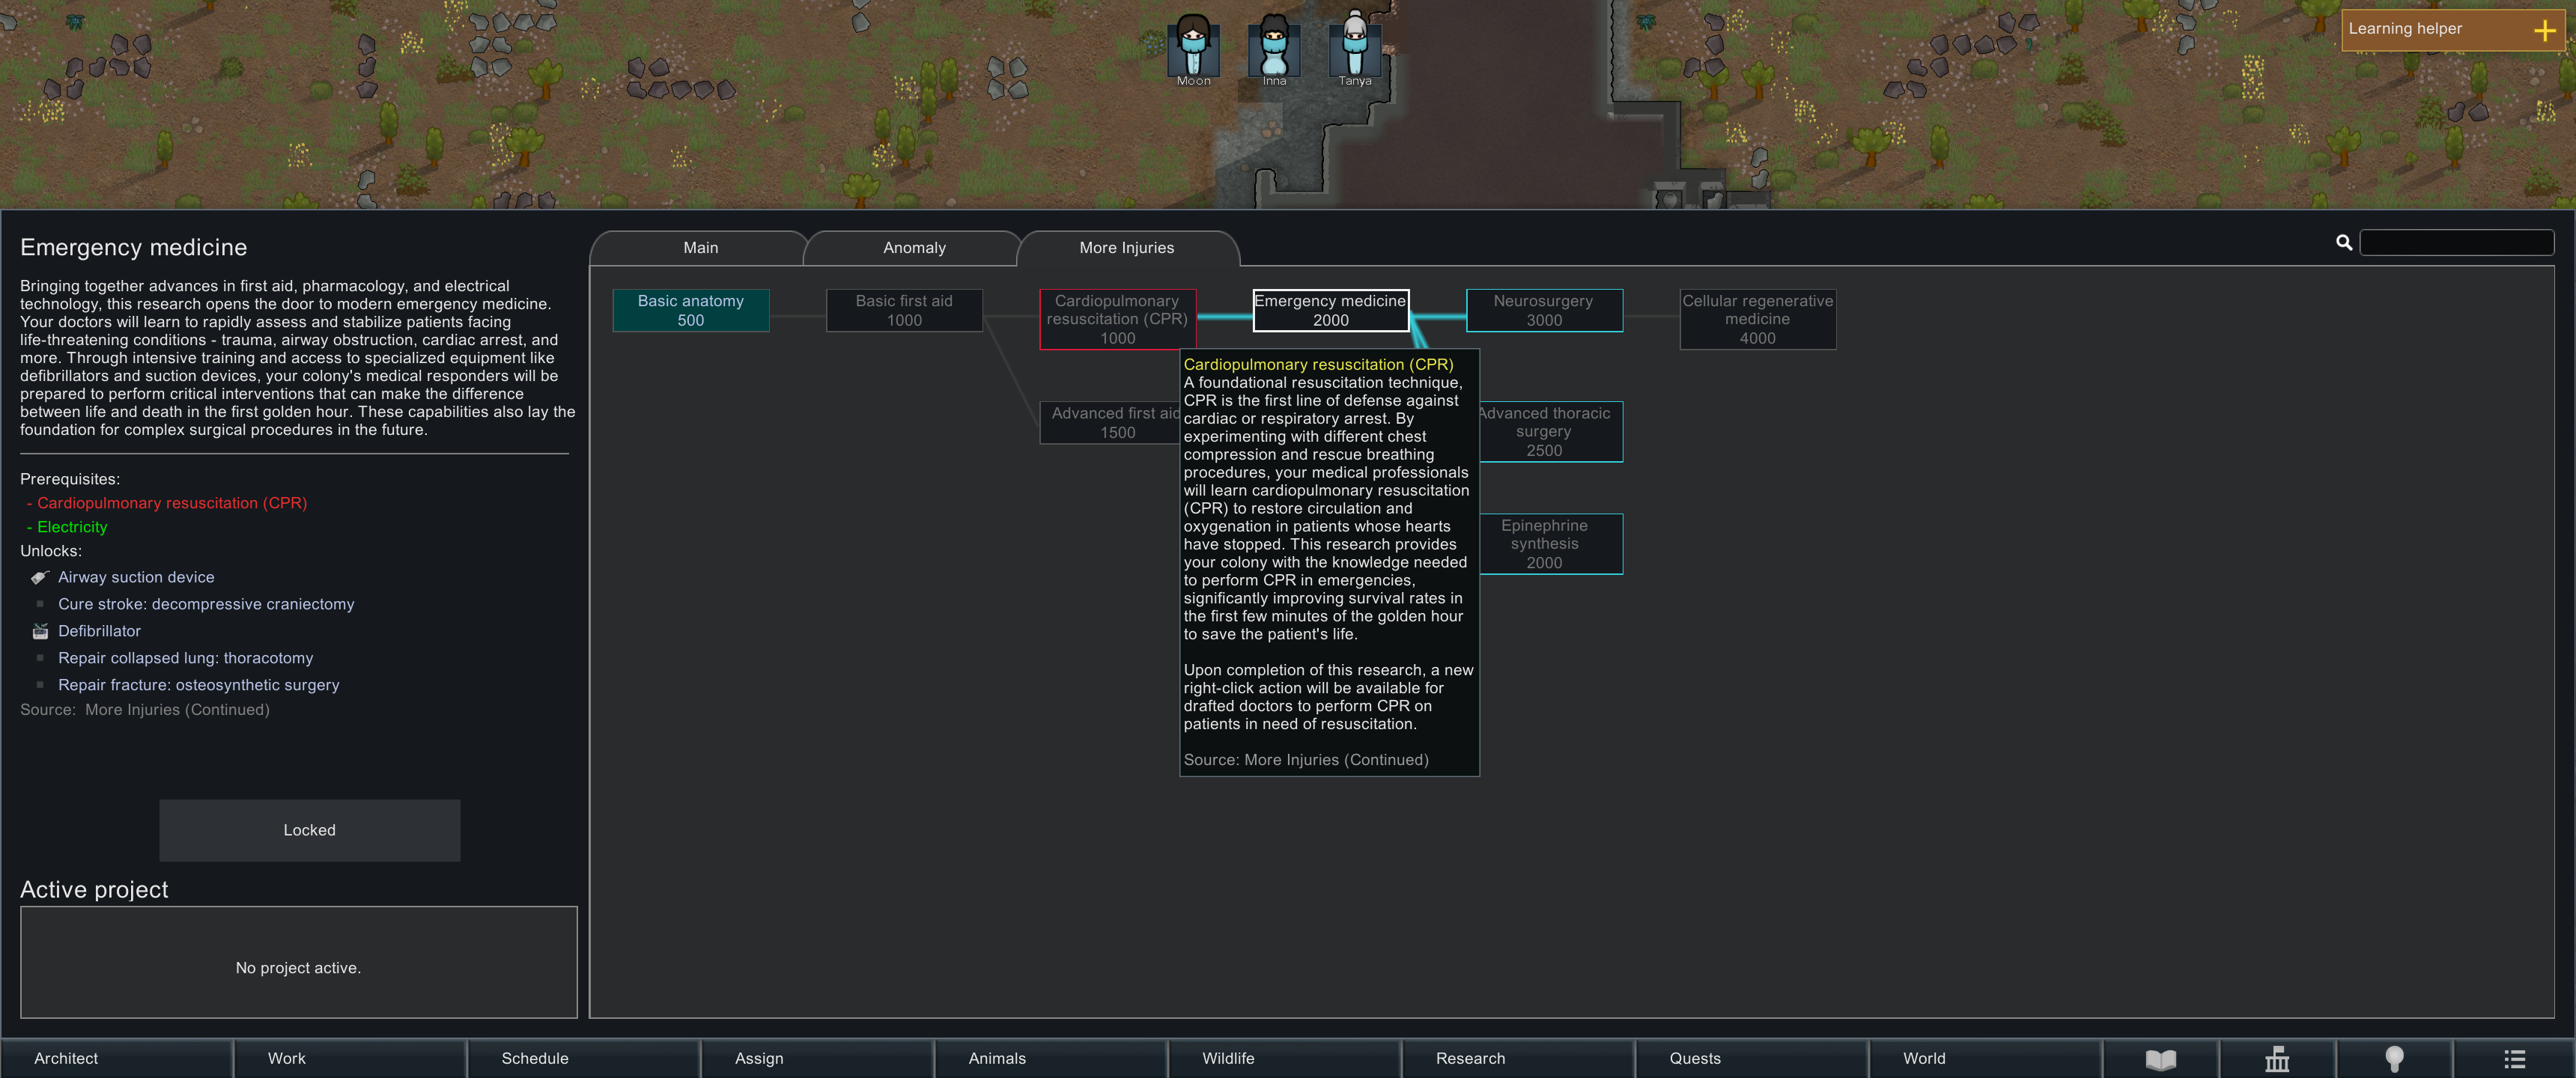 Learning helper
Moon
Inna
Tanya
Emergency medicine
Bringing together advances in first aid, pharmacology, and electrical
technology, this research opens the door to modern emergency medicine.
Your doctors will learn to rapidly assess and stabilize patients facing
life-threatening conditions - trauma, airway obstruction, cardiac arrest, and
more. Through intensive training and access to specialized equipment like
defibrillators and suction devices, your colony's medical responders will be
prepared to perform critical interventions that can make the difference
between life and death in the first golden hour. These capabilities also lay the
foundation for complex surgical procedures in the future.
Prerequisites:
- Cardiopulmonary resuscitation (CPR)
- Electricity
Unlocks:
Airway suction device
Cure stroke: decompressive craniectomy
Defibrillator
Repair collapsed lung: thoracotomy
Repair fracture: osteosynthetic surgery
Source: More Injuries (Continued)
Locked
Active project
No project active.
Main
Anomaly
More Injuries
Basic anatomy
500
Basic first aid
1000
Cardiopulmonary
resuscitation (CPR)
1000
Emergency medicine
2000
Neurosurgery
3000
Cellular regenerative
medicine
4000
Advanced first aid
1500
Advanced thoracic
surgery
2500
Epinephrine
synthesis
2000
Cardiopulmonary resuscitation (CPR)
A foundational resuscitation technique,
CPR is the first line of defense against
cardiac or respiratory arrest. By
experimenting with different chest
compression and rescue breathing
procedures, your medical professionals
will learn cardiopulmonary resuscitation
(CPR) to restore circulation and
oxygenation in patients whose hearts
have stopped. This research provides
your colony with the knowledge needed
to perform CPR in emergencies,
significantly improving survival rates in
the first few minutes of the golden hour
to save the patient's life.
Upon completion of this research, a new
right-click action will be available for
drafted doctors to perform CPR on
patients in need of resuscitation.
Source: More Injuries (Continued)
Architect
Work
Schedule
Assign
Animals
Wildlife
Research
Quests
World